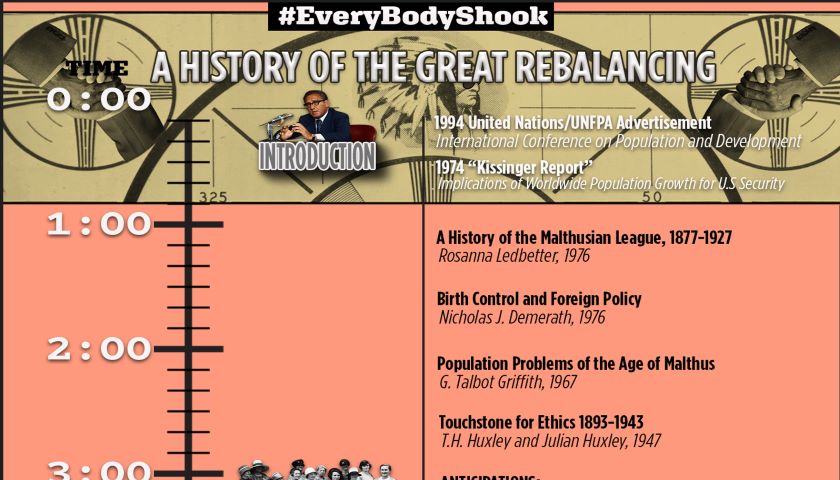 #EveryBodyShook
TIME
A HISTORY OF THE GREAT REBALANCING
0:00
1994 United Nations/UNFPA Advertisement
International Conference on Population and Development
INTRODUCTION
1974 “Kissinger Report”
Implications of Worldwide Population Growth for U.S Security
325
50
1:00
A History of the Malthusian League, 1877-1927
Rosanna Ledbetter, 1976
Birth Control and Foreign Policy
Nicholas J. Demerath, 1976
2:00
Population Problems of the Age of Malthus
G. Talbot Griffith, 1967
Touchstone for Ethics 1893-1943
T.H. Huxley and Julian Huxley, 1947
3:00
ANTICIPATIONS: